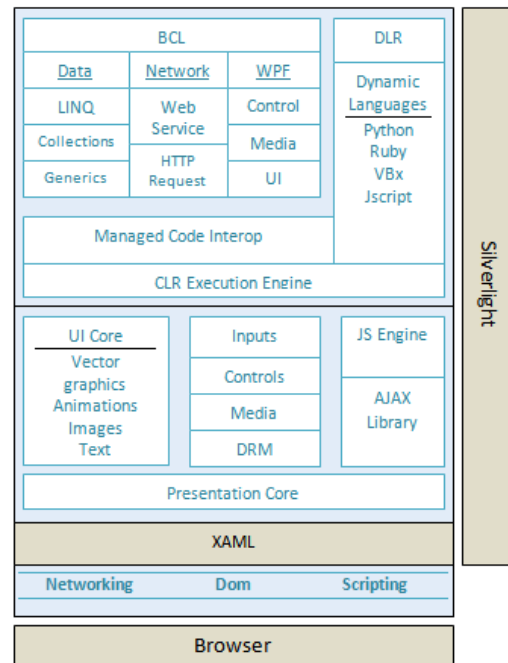 BCL
DLR
Data
Network
WPF
LINQ
Collections
Generics
Web
Service
HTTP
Request
Control
Media
UI
Dynamic
Languages
Python
Ruby
VBx
Jscript
Managed Code Interop
CLR Execution Engine
UI Core
Vector
graphics
Animations
Images
Text
Inputs
Controls
Media
DRM
JS Engine
AJAX
Library
Presentation Core
XAML
Networking
Dom
Scripting
Browser
Silverlight